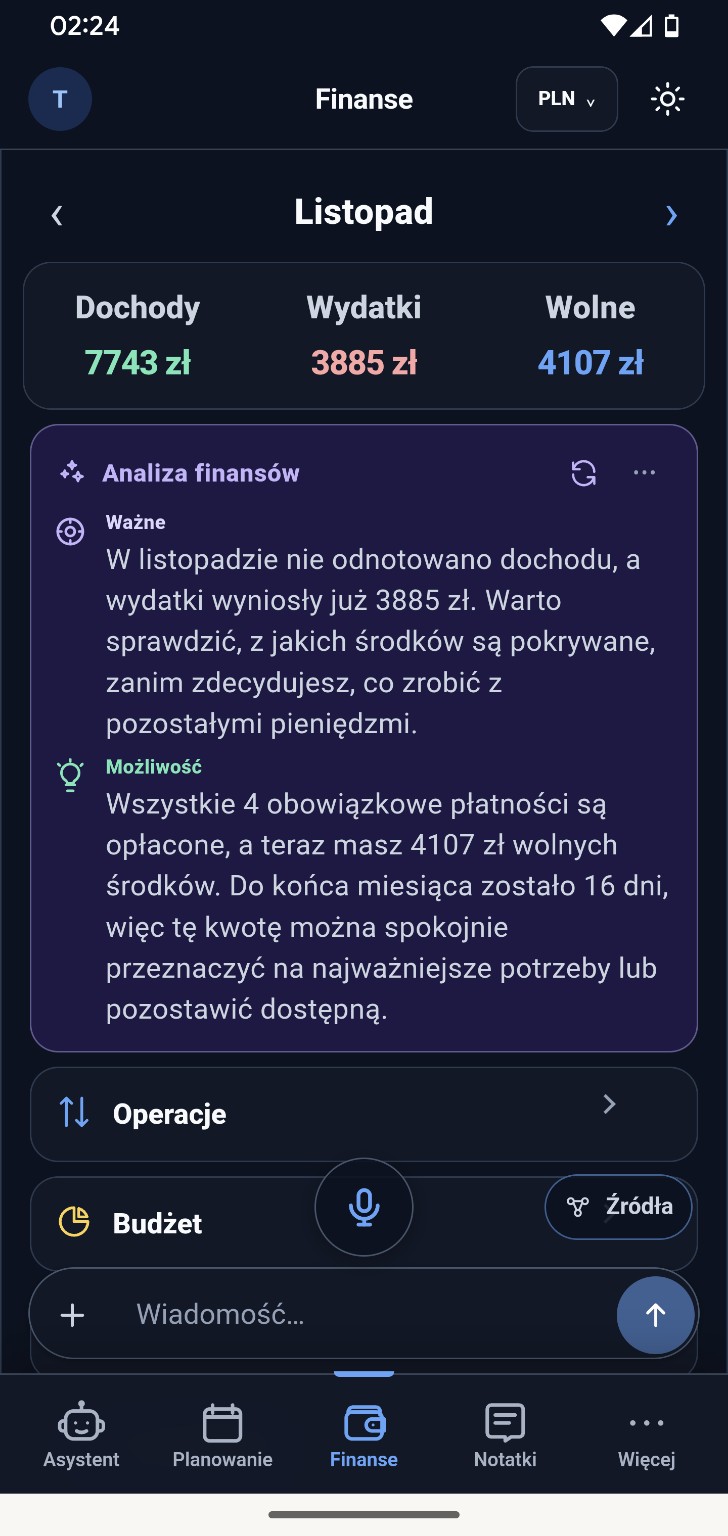 02:24
T
Finanse
PLN
Listopad
Dochody
Wydatki
Wolne
7743 zł
3885 zł
4107 zł
Analiza finansów
Ważne
W listopadzie nie odnotowano dochodu, a
wydatki wyniosły już 3885 zł. Warto
sprawdzić, z jakich środków są pokrywane,
zanim zdecydujesz, co zrobić z
pozostałymi pieniędzmi.
Możliwość
Wszystkie 4 obowiązkowe płatności są
opłacone, a teraz masz 4107 zł wolnych
środków. Do końca miesiąca zostało 16 dni,
więc tę kwotę można spokojnie
przeznaczyć na najważniejsze potrzeby lub
pozostawić dostępną.
Operacje
Budżet
Źródła
Wiadomość...
Asystent
Planowanie
Finanse
Notatki
Więcej